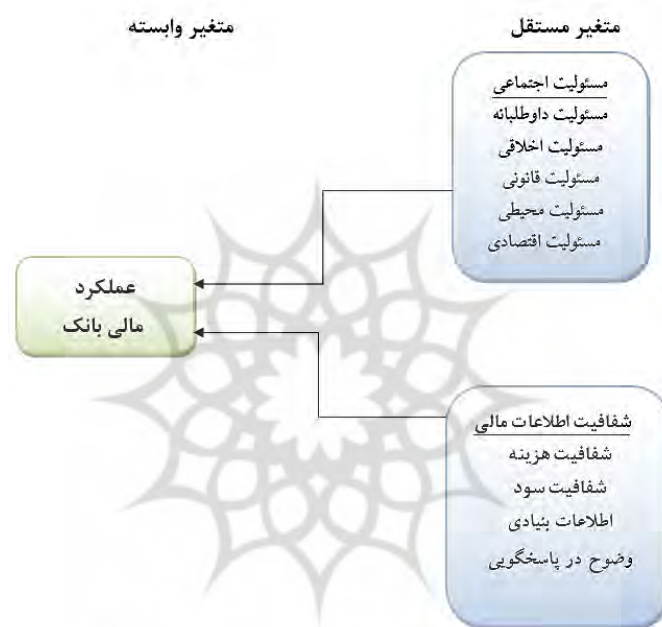 متغیر مستقل
متغیر وابسته
مسئولیت اجتماعی
مسئولیت داوطلبانه
مسئولیت اخلاقی
مسئولیت قانونی
مسئولیت محیطی
مسئولیت اقتصادی
عملکرد
مالی بانک
شفافیت اطلاعات مالی
شفافیت هزینه
شفافیت سود
اطلاعات بنیادی
وضوح در پاسخگویی